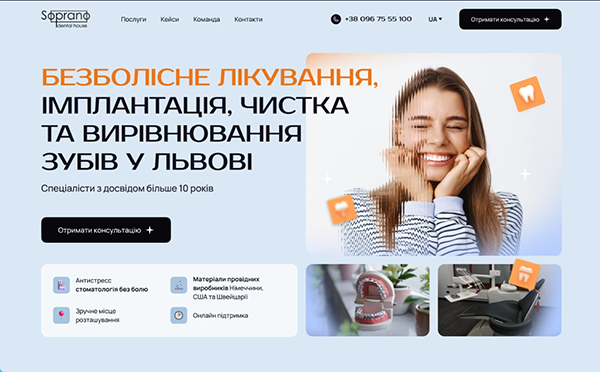 Soprano
dental house
Послуги
Кейси
Команда
Контакти
+38 096 75 55 100
UA
Отримати консультацію
БЕЗБОЛІСНЕ ЛІКУВАННЯ,
ІМПЛАНТАЦІЯ, ЧИСТКА
ТА ВИРІВНЮВАННЯ
ЗУБІВ У ЛЬВОВІ
Спеціалісти з досвідом більше 10 років
Отримати консультацію
Антистресс
стоматологія без болю
Матеріали провідних
виробників Німеччини,
США та Швейцарії
Зручне місце
розташування
Онлайн підтримка